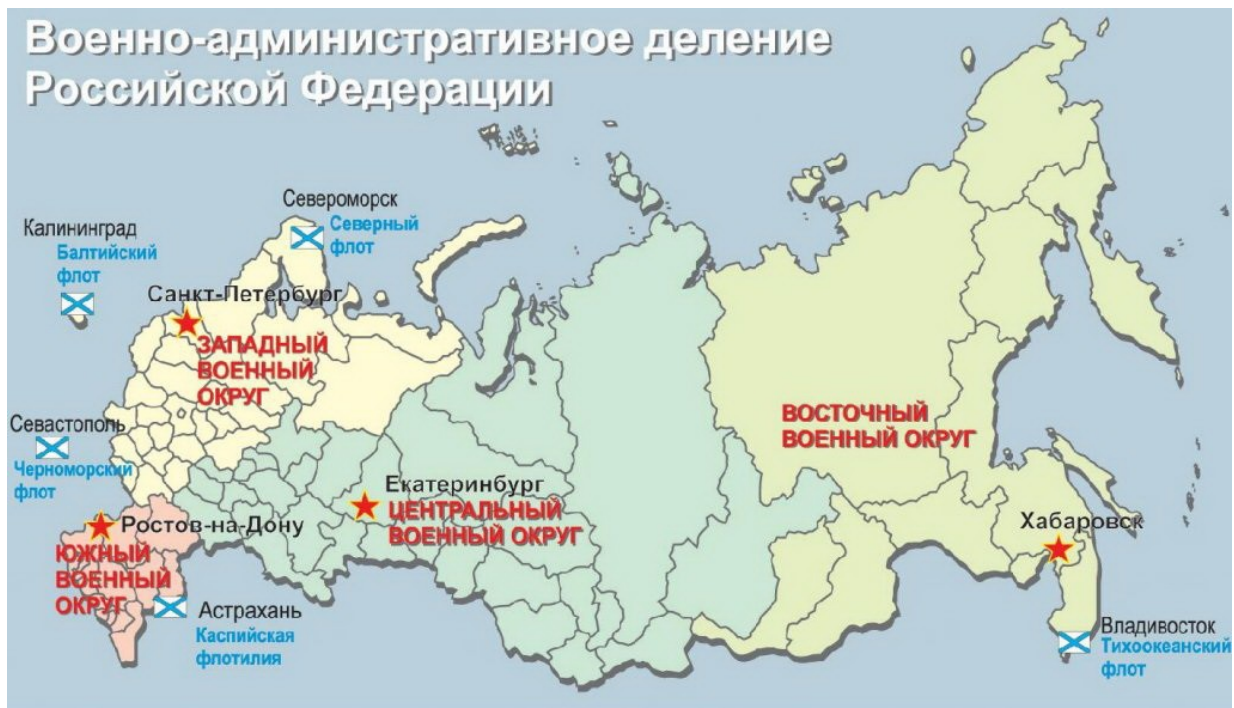 Военно-административное деление
Российской Федерации
Североморск
Северный
флот
Калининград
Балтийский
флот
Санкт-Петербург
ЗАПАДНЫЙ
ВОЕННЫЙ
ОКРУГ
Севастополь
Черноморский
флот
ВОСТОЧНЫЙ
ВОЕННЫЙ ОКРУГ
Екатеринбург
ЦЕНТРАЛЬНЫЙ
ВОЕННЫЙ ОКРУГ
Ростов-на-Дону
ЮЖНЫЙ
ВОЕННЫЙ
ОКРУГ
Хабаровск
Астрахань
Каспийская
флотилия
Владивосток
Тихоокеанский
флот